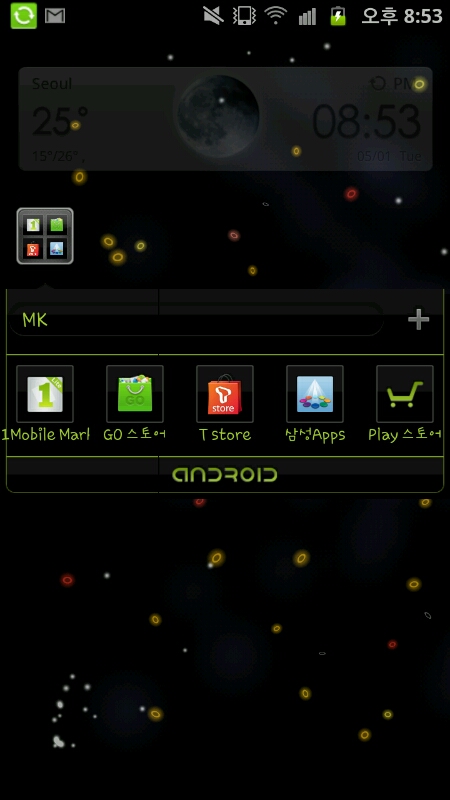 오후 8:53
Seoul
PM
25°
08:53
15°/26°
05/01 Tue
MK
1Mobile Marl
GO 스토어
T store
삼성Apps
Play 스토어
ANDROID